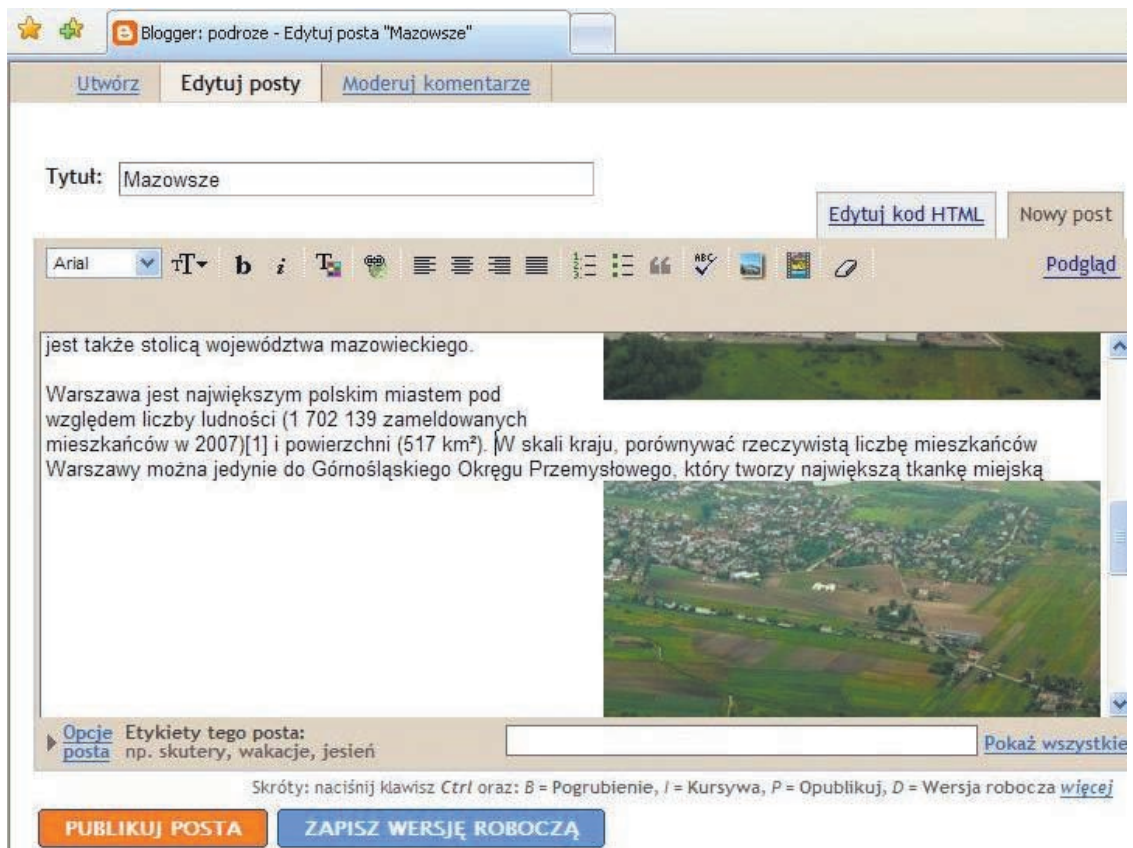 Blogger: podroze - Edytuj posta "Mazowsze"
Utwórz Edytuj posty Moderuj komentarze
Tytuł: Mazowsze
Edytuj kod HTML Nowy post
Arial T b i T ABC Podgląd
jest także stolicą województwa mazowieckiego.
Warszawa jest największym polskim miastem pod
względem liczby ludności (1 702 139 zameldowanych
mieszkańców w 2007)[1] i powierzchni (517 km²). W skali kraju, porównywać rzeczywistą liczbę mieszkańców
Warszawy można jedynie do Górnośląskiego Okręgu Przemysłowego, który tworzy największą tkankę miejską
Opcje posta Etykiety tego posta:
np. skutery, wakacje, jesień
Pokaż wszystkie
Skróty: naciśnij klawisz Ctrl oraz: B = Pogrubienie, I = Kursywa, P = Opublikuj, D = Wersja robocza więcej
PUBLIKUJ POSTA ZAPISZ WERSJĘ ROBOCZĄ